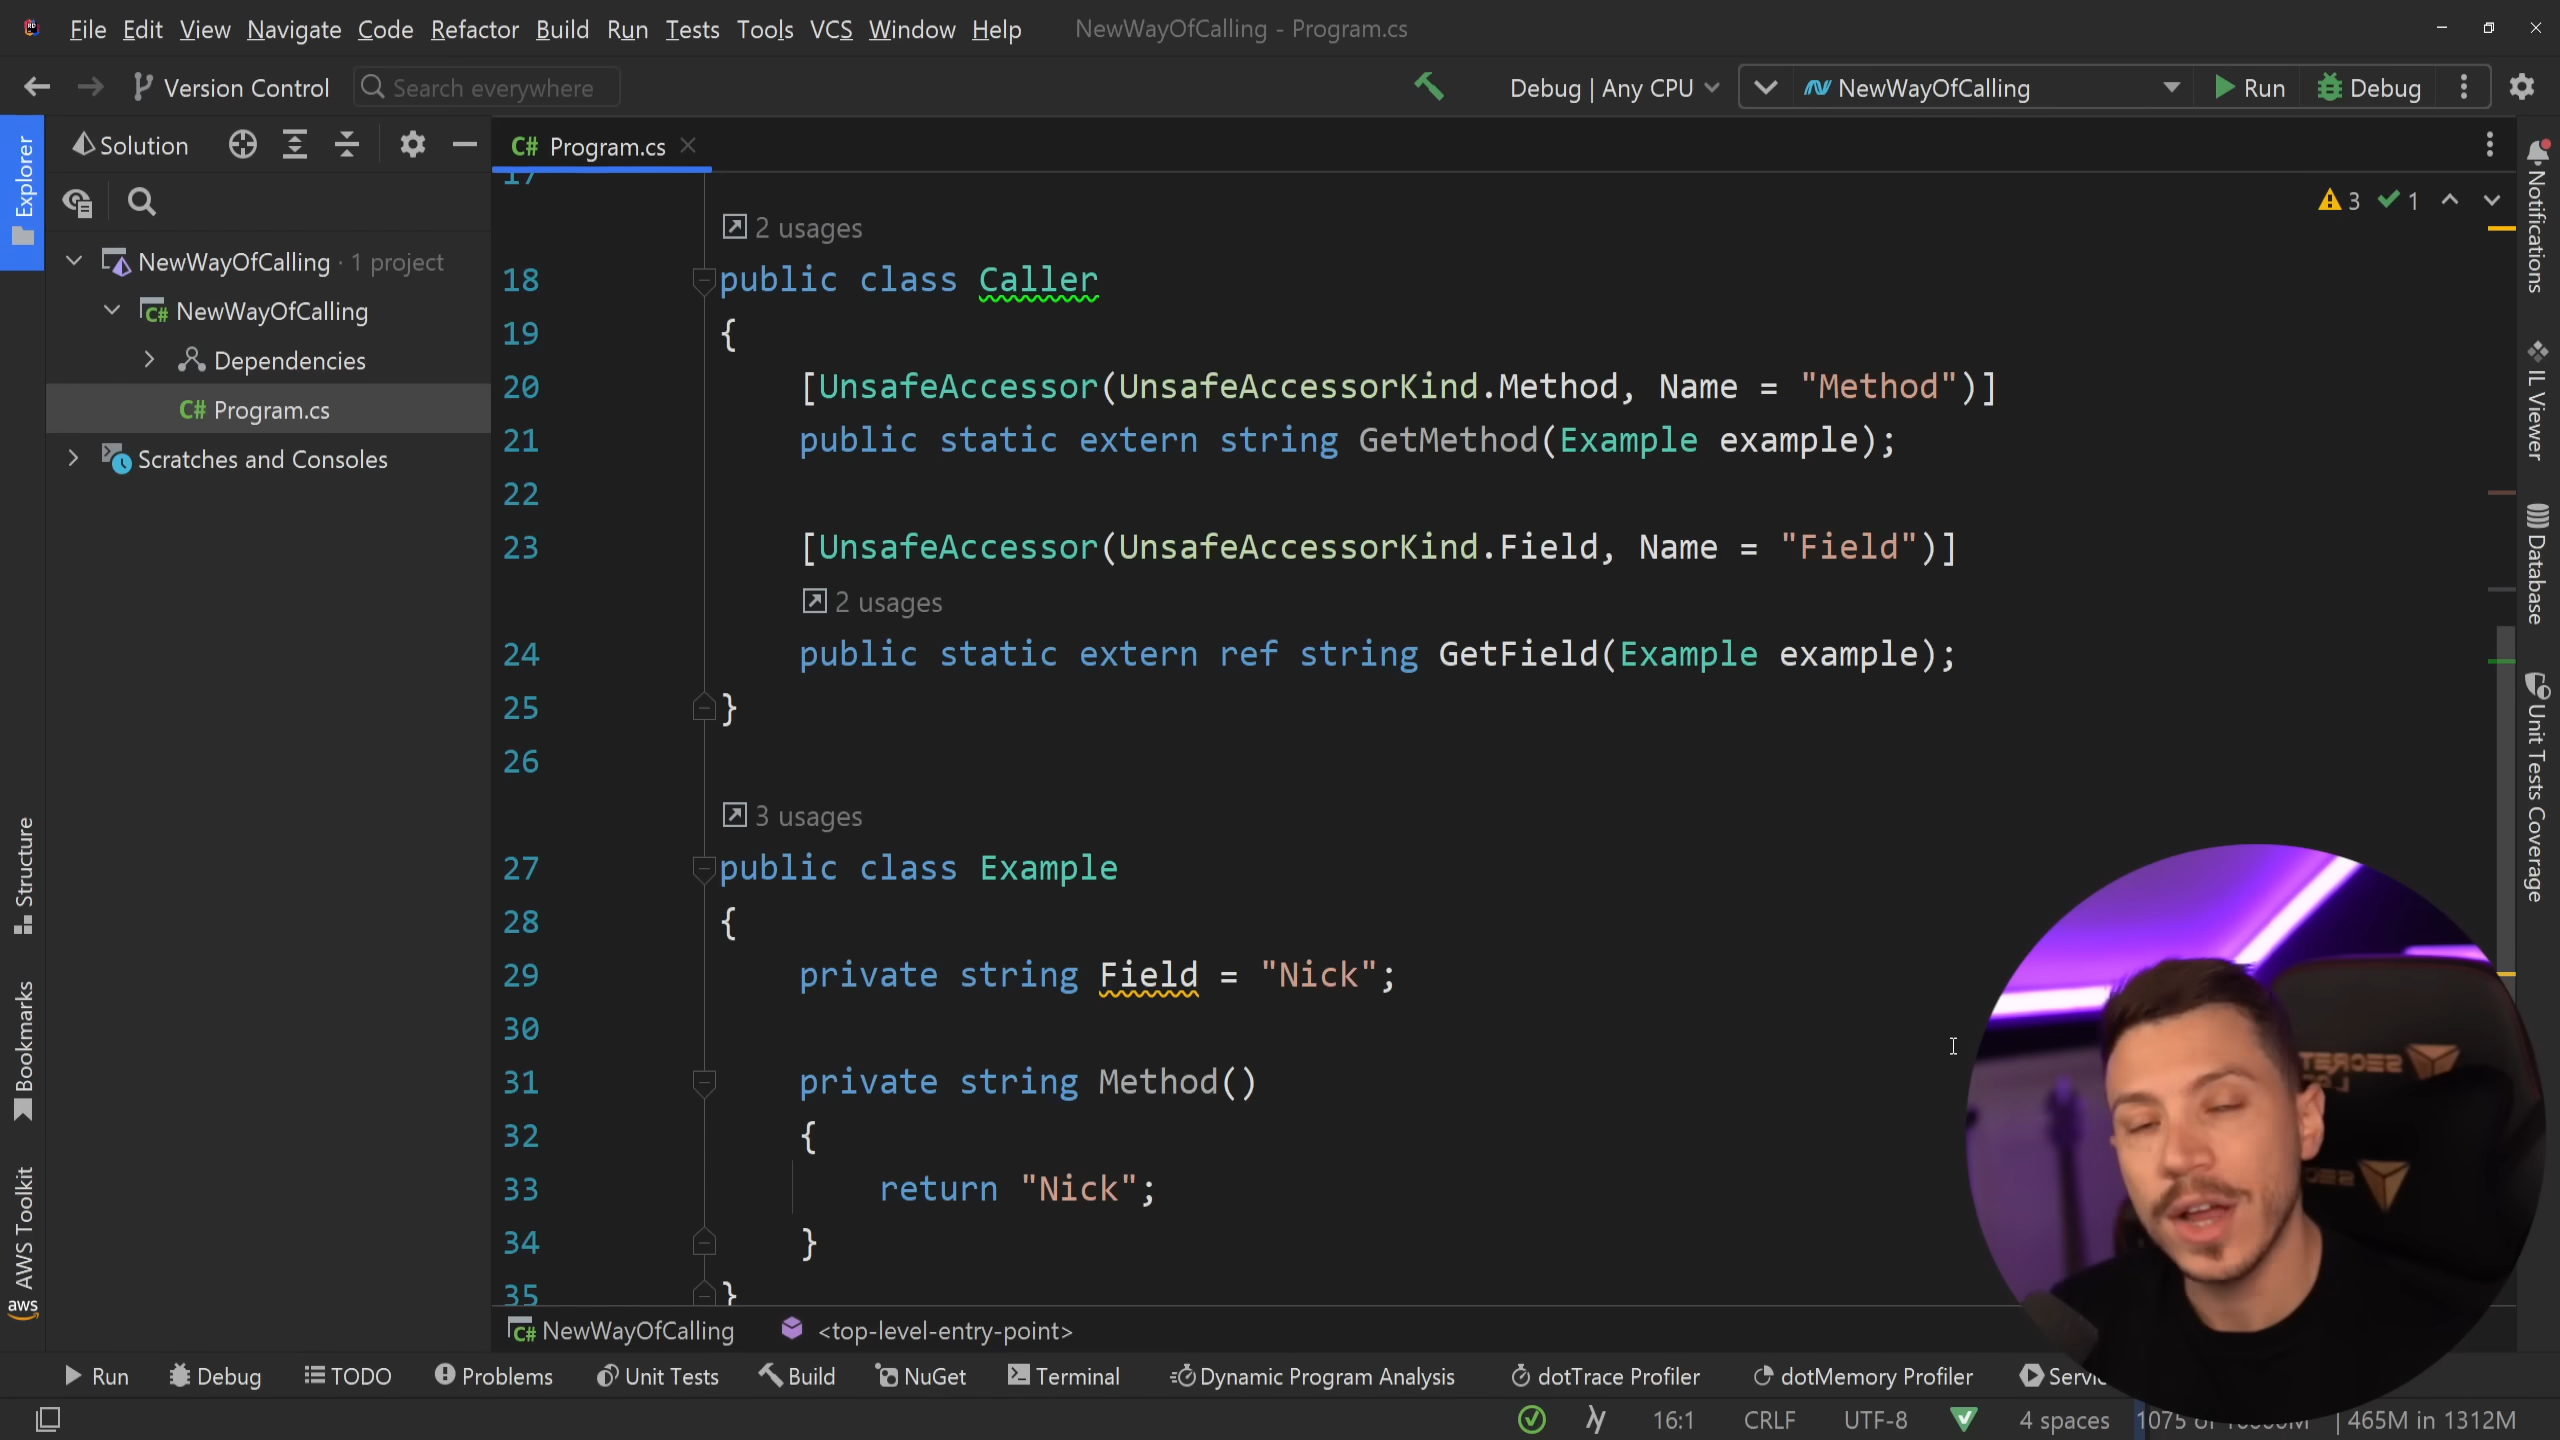 File Edit View Navigate Code Refactor Build Run Tests Tools VCS Window Help NewWayOfCalling - Program.cs
Version Control Search everywhere Debug | Any CPU NewWayOfCalling Run Debug
Explorer
Solution
C# Program.cs
NewWayOfCalling · 1 project
C# NewWayOfCalling
Dependencies
C# Program.cs
Scratches and Consoles
Structure
Bookmarks
AWS Toolkit
aws
17
3 1
2 usages
18 public class Caller
19 {
20 [UnsafeAccessor(UnsafeAccessorKind.Method, Name = "Method")]
21 public static extern string GetMethod(Example example);
22
23 [UnsafeAccessor(UnsafeAccessorKind.Field, Name = "Field")]
2 usages
24 public static extern ref string GetField(Example example);
25 }
26
3 usages
27 public class Example
28 {
29 private string Field = "Nick";
30
31 private string Method()
32 {
33 return "Nick";
34 }
35 }
Notifications
IL Viewer
Database
Unit Tests Coverage
SECRET
C# NewWayOfCalling <top-level-entry-point>
Run Debug TODO Problems Unit Tests Build NuGet Terminal Dynamic Program Analysis dotTrace Profiler dotMemory Profiler
16:1 CRLF UTF-8 4 spaces 1075 of 465M in 1312M